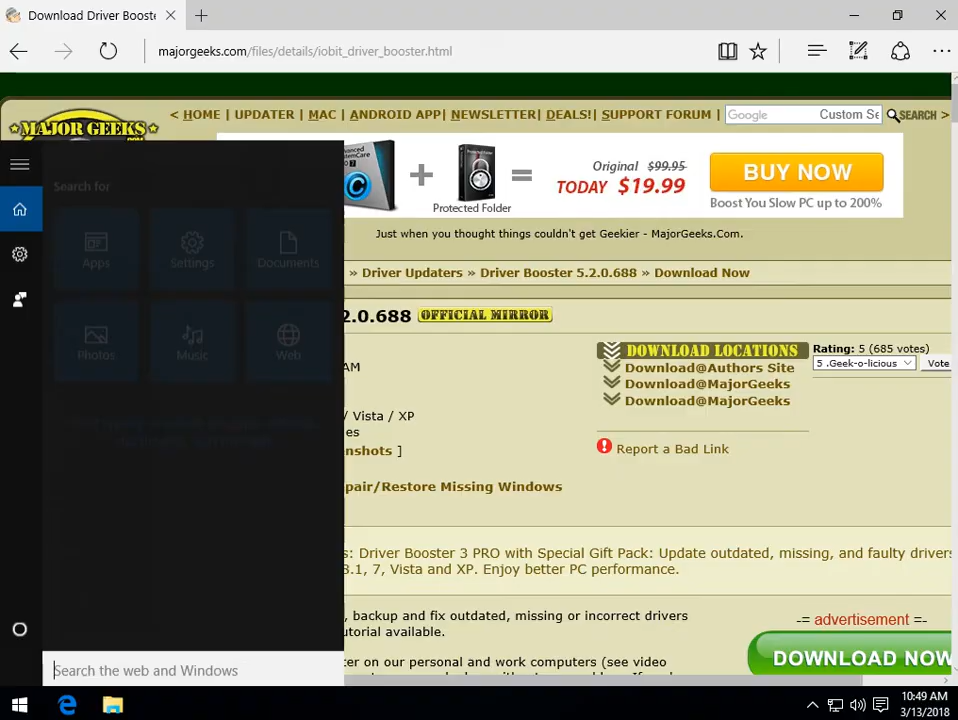 Download Driver Booste
majorgeeks.com/files/details/iobit_driver_booster.html
MAJOR GEEKS
.COM
< HOME | UPDATER | MAC | ANDROID APP| NEWSLETTER| DEALS!| SUPPORT FORUM |
Google Custom Se
SEARCH >
Original $99.95
TODAY $19.99
BUY NOW
Boost You Slow PC up to 200%
Protected Folder
Just when you thought things couldn't get Geekier - MajorGeeks.Com.
» Driver Updaters » Driver Booster 5.2.0.688 » Download Now
2.0.688 OFFICIAL MIRROR
Search for
Apps
Settings
Documents
Photos
Music
Web
AM
/ Vista / XP
es
nshots ]
pair/Restore Missing Windows
DOWNLOAD LOCATIONS
Download@Authors Site
Download@MajorGeeks
Download@MajorGeeks
Report a Bad Link
Rating: 5 (685 votes)
5 .Geek-o-licious
Vote
s: Driver Booster 3 PRO with Special Gift Pack: Update outdated, missing, and faulty drivers
8.1, 7, Vista and XP. Enjoy better PC performance.
, backup and fix outdated, missing or incorrect drivers
utorial available.
ter on our personal and work computers (see video
-= advertisement =-
DOWNLOAD NOW
Search the web and Windows
10:49 AM
3/13/2018